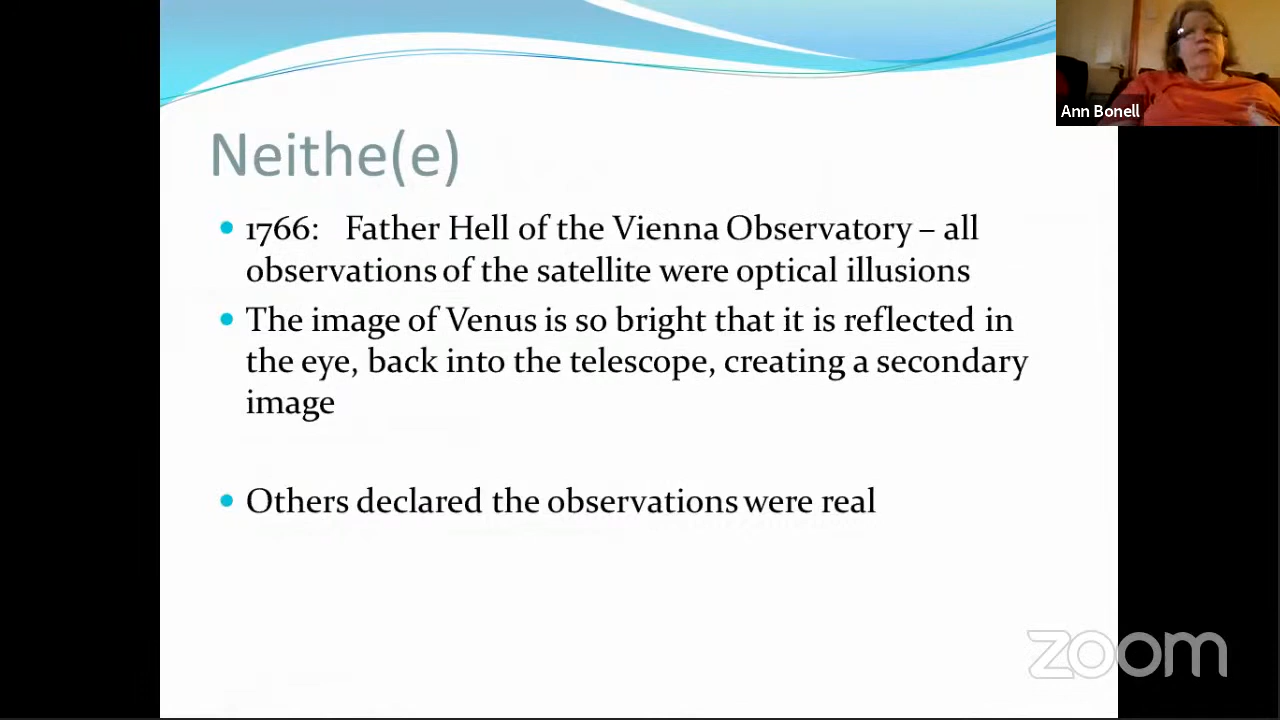 Ann Bonell
Neithe(e)
1766: Father Hell of the Vienna Observatory – all
observations of the satellite were optical illusions
The image of Venus is so bright that it is reflected in
the eye, back into the telescope, creating a secondary
image
Others declared the observations were real
zoom